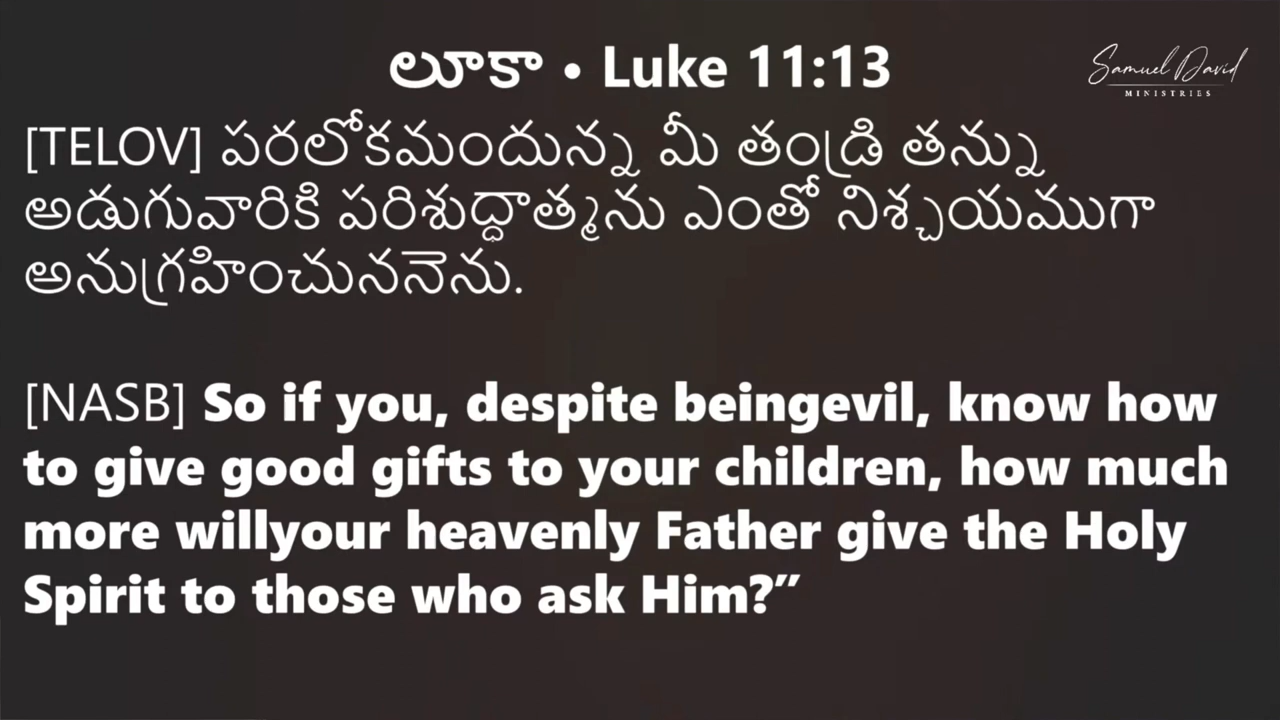 లూకా • Luke 11:13
Samuel David
MINISTRIES
[TELOV] పరలోకమందున్న మీ తండ్రి తన్ను
అడుగువారికి పరిశుద్ధాత్మను ఎంతో నిశ్చయముగా
అనుగ్రహించుననెను.
[NASB] So if you, despite beingevil, know how
to give good gifts to your children, how much
more willyour heavenly Father give the Holy
Spirit to those who ask Him?”